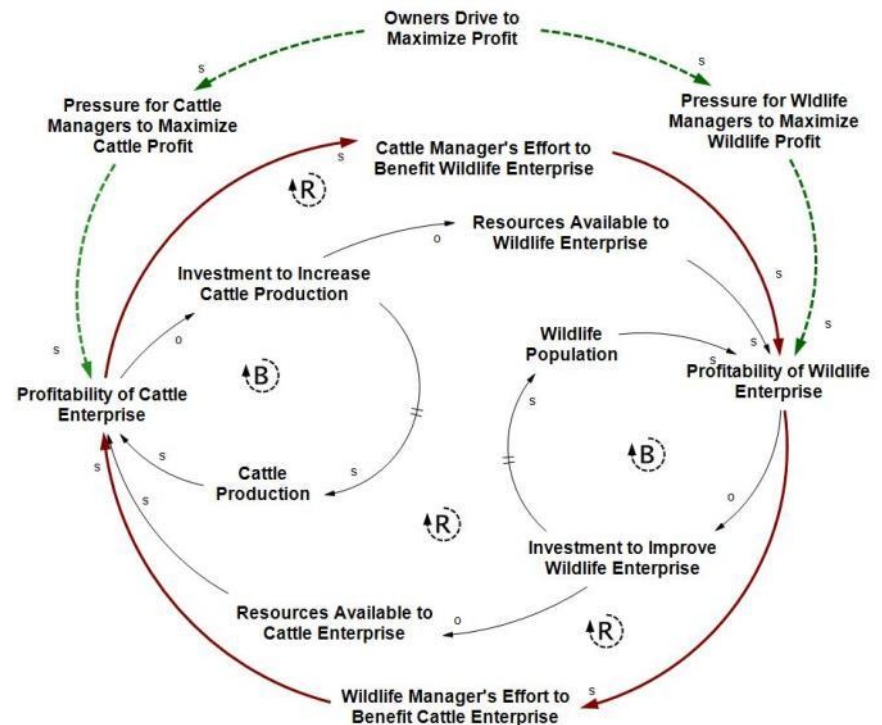 Owners Drive to
Maximize Profit
s
s
Pressure for Cattle
Managers to Maximize
Cattle Profit
Pressure for WIdlife
Managers to Maximize
Wildlife Profit
s
Cattle Manager's Effort to
Benefit Wildlife Enterprise
R
Resources Available to
Wildlife Enterprise
o
Investment to Increase
Cattle Production
s
s
o
s
Wildlife
Population
s
s
B
Profitability of Cattle
Enterprise
Profitability of Wildlife
Enterprise
s
B
s
s
s
Cattle
Production
s
o
R
Investment to Improve
Wildlife Enterprise
Resources Available to
Cattle Enterprise
o
R
s
Wildlife Manager's Effort to
Benefit Cattle Enterprise